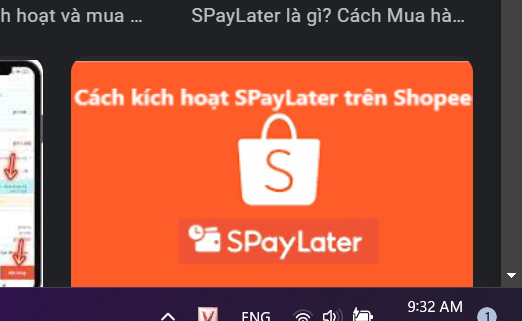 h hoạt và mua ...
SPayLater là gì? Cách Mua hà...
Cách kích hoạt SPayLater trên Shopee
S
SPayLater
V
ENG
9:32 AM
1